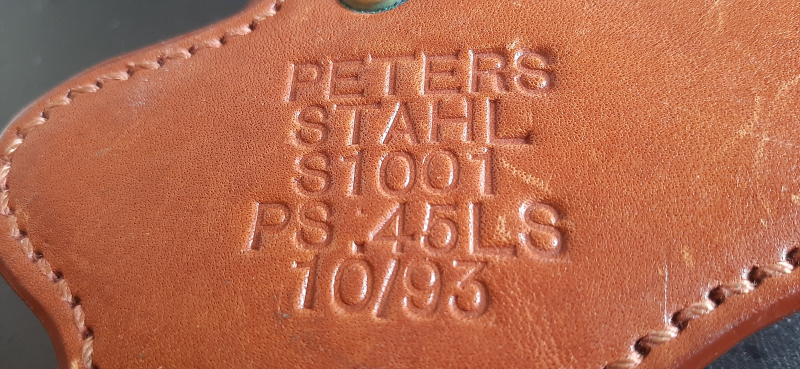 PETERS
STAHL
S1001
PS .45LS
10/93